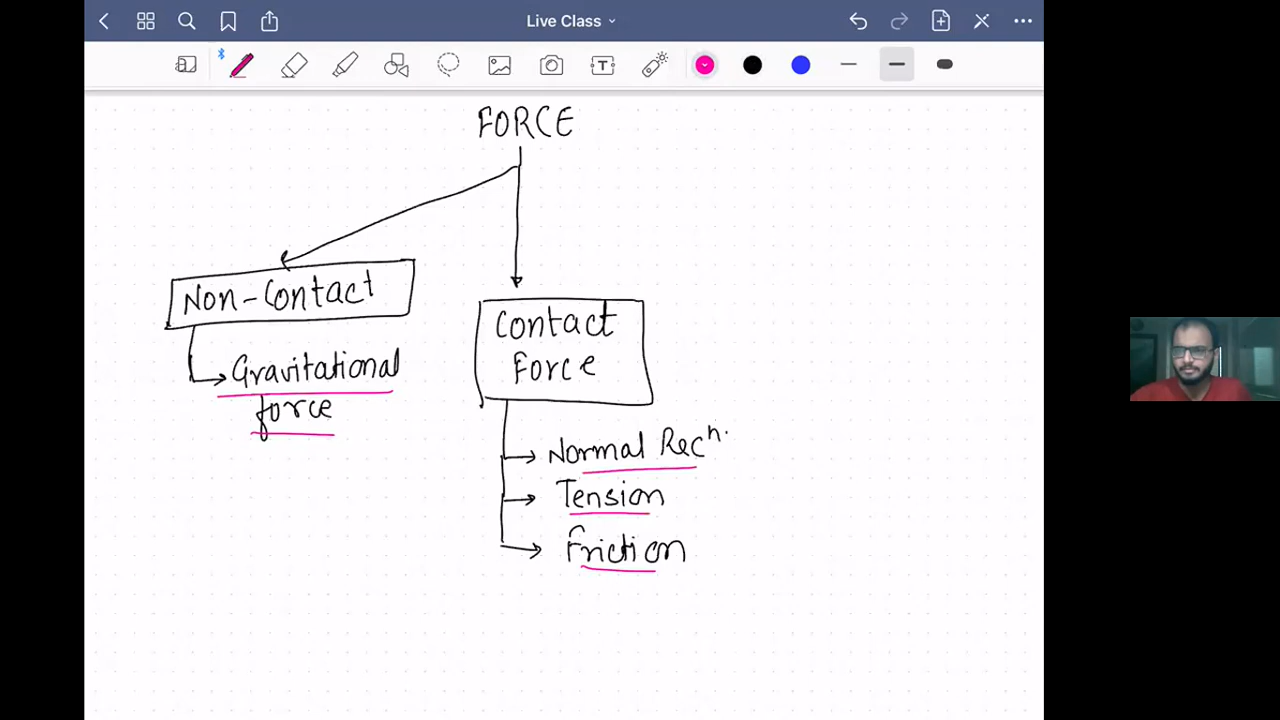 Live Class
FORCE
Non-Contact
Gravitational
force
Contact
Force
Normal Recn.
Tension
Friction